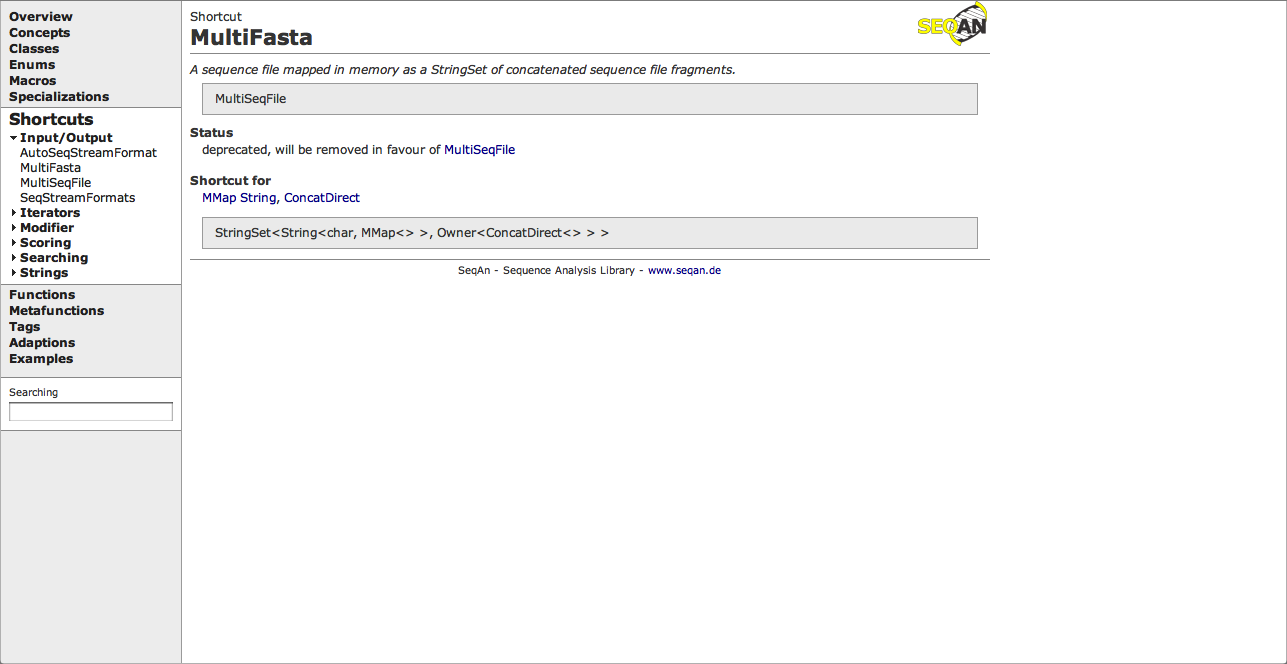 Overview
Concepts
Classes
Enums
Macros
Specializations
Shortcuts
Input/Output
AutoSeqStreamFormat
MultiFasta
MultiSeqFile
SeqStreamFormats
Iterators
Modifier
Scoring
Searching
Strings
Functions
Metafunctions
Tags
Adaptions
Examples
Searching
Shortcut
SEQAN
MultiFasta
A sequence file mapped in memory as a StringSet of concatenated sequence file fragments.
MultiSeqFile
Status
deprecated, will be removed in favour of MultiSeqFile
Shortcut for
MMap String, ConcatDirect
StringSet<String<char, MMap<> >, Owner<ConcatDirect<> > >
SeqAn - Sequence Analysis Library - www.seqan.de